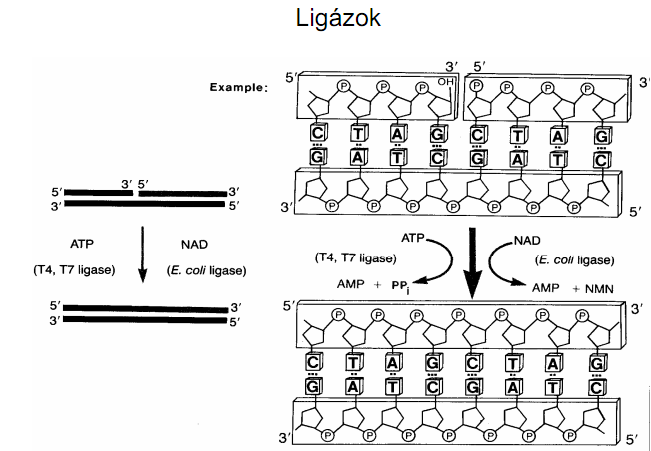 Ligázok
Example:
5′ 3′ 5′ 3′
OH
P P P P P P P
C T A G C T A G
G A T C G A T C
3′ P P P P P P P 5′
5′ 3′ 5′ 3′
3′ 5′
ATP NAD
(T4, T7 ligase) (E. coli ligase)
5′ 3′
3′ 5′
ATP NAD
(T4, T7 ligase) (E. coli ligase)
AMP + PPi AMP + NMN
5′ 3′
P P P P P P P
C T A G C T A G
G A T C G A T C
3′ P P P P P P P 5′